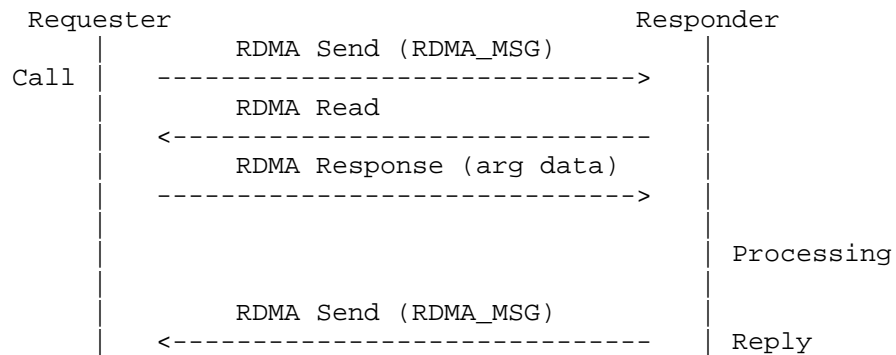 Requester Responder
| RDMA Send (RDMA_MSG) |
Call | ------------------------------> |
| RDMA Read |
| <------------------------------ |
| RDMA Response (arg data) |
| ------------------------------> |
| |
| | Processing
| |
| RDMA Send (RDMA_MSG) |
| <------------------------------ | Reply